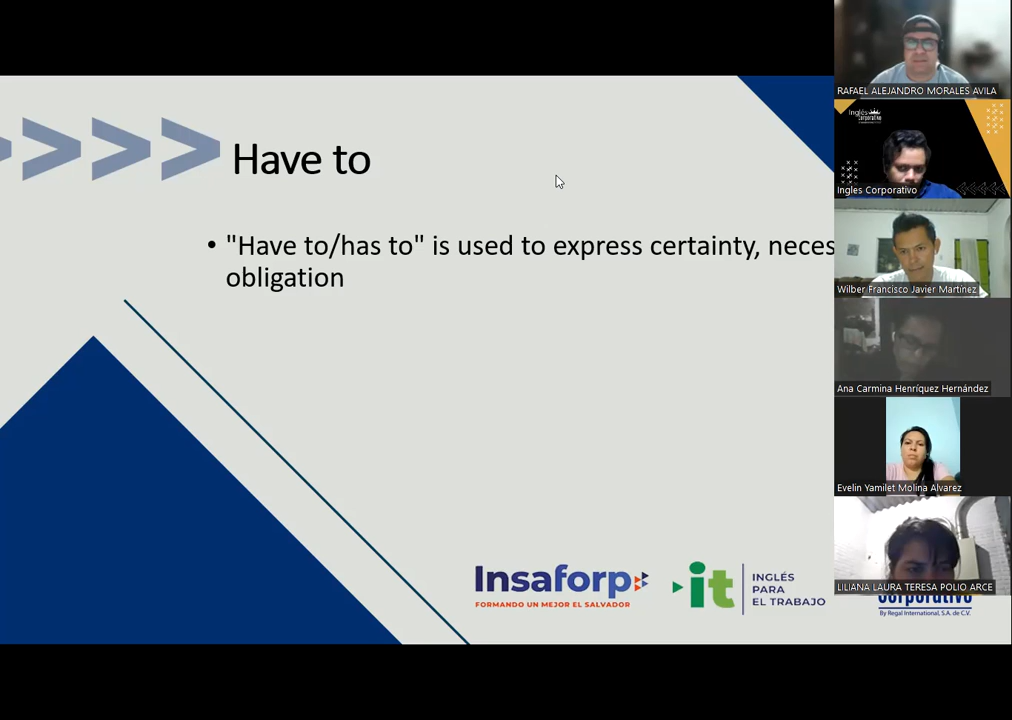 Have to
• "Have to/has to" is used to express certainty,
obligation
Insaforp
FORMANDO UN MEJOR EL SALVADOR
it
INGLÉS
PARA
EL TRABAJO
By Regal International, S.A. de C.V.
RAFAEL ALEJANDRO MORALES AVILA
Inglés
corporativo
Ingles Corporativo
Wilber Francisco Javier Martínez
Ana Carmina Henríquez Hernández
Evelin Yamilet Molina Alvarez
LILIANA LAURA TERESA POLIO ARCE